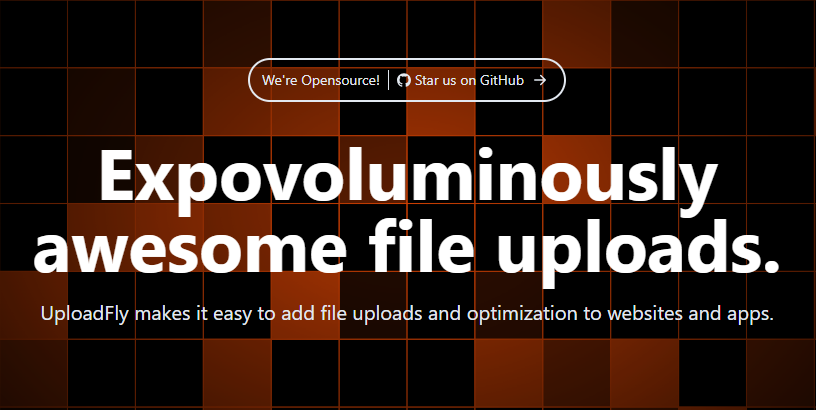 We're Opensource! | Star us on GitHub →
Expovoluminously
awesome file uploads.
UploadFly makes it easy to add file uploads and optimization to websites and apps.